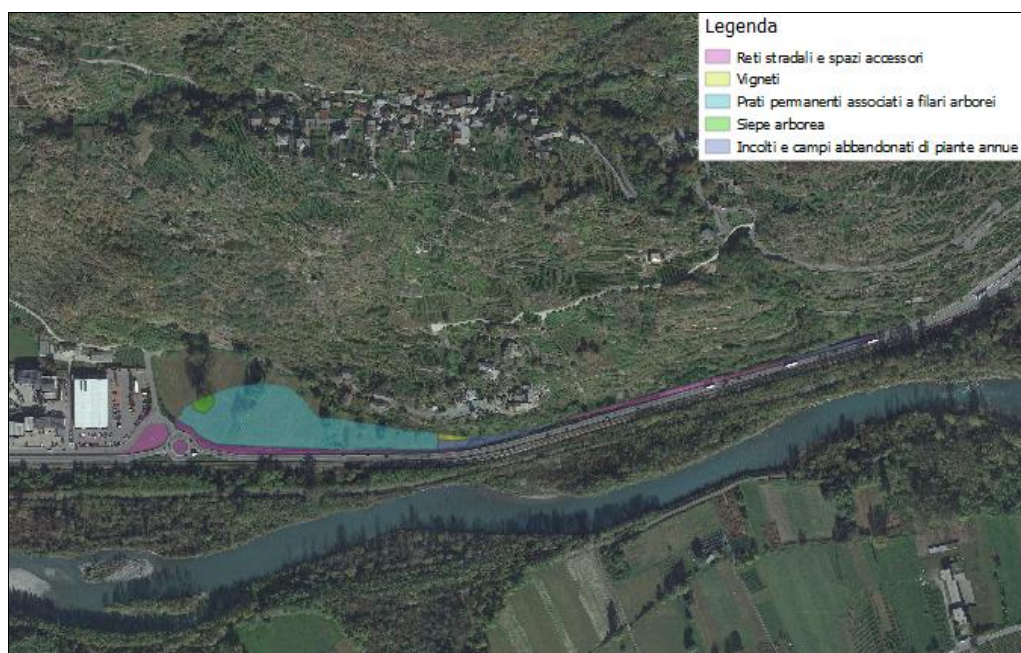 Legenda
Reti stradali e spazi accessori
Vigneti
Prati permanenti associati a filari arborei
Siepe arborea
Incolti e campi abbandonati di piante annue